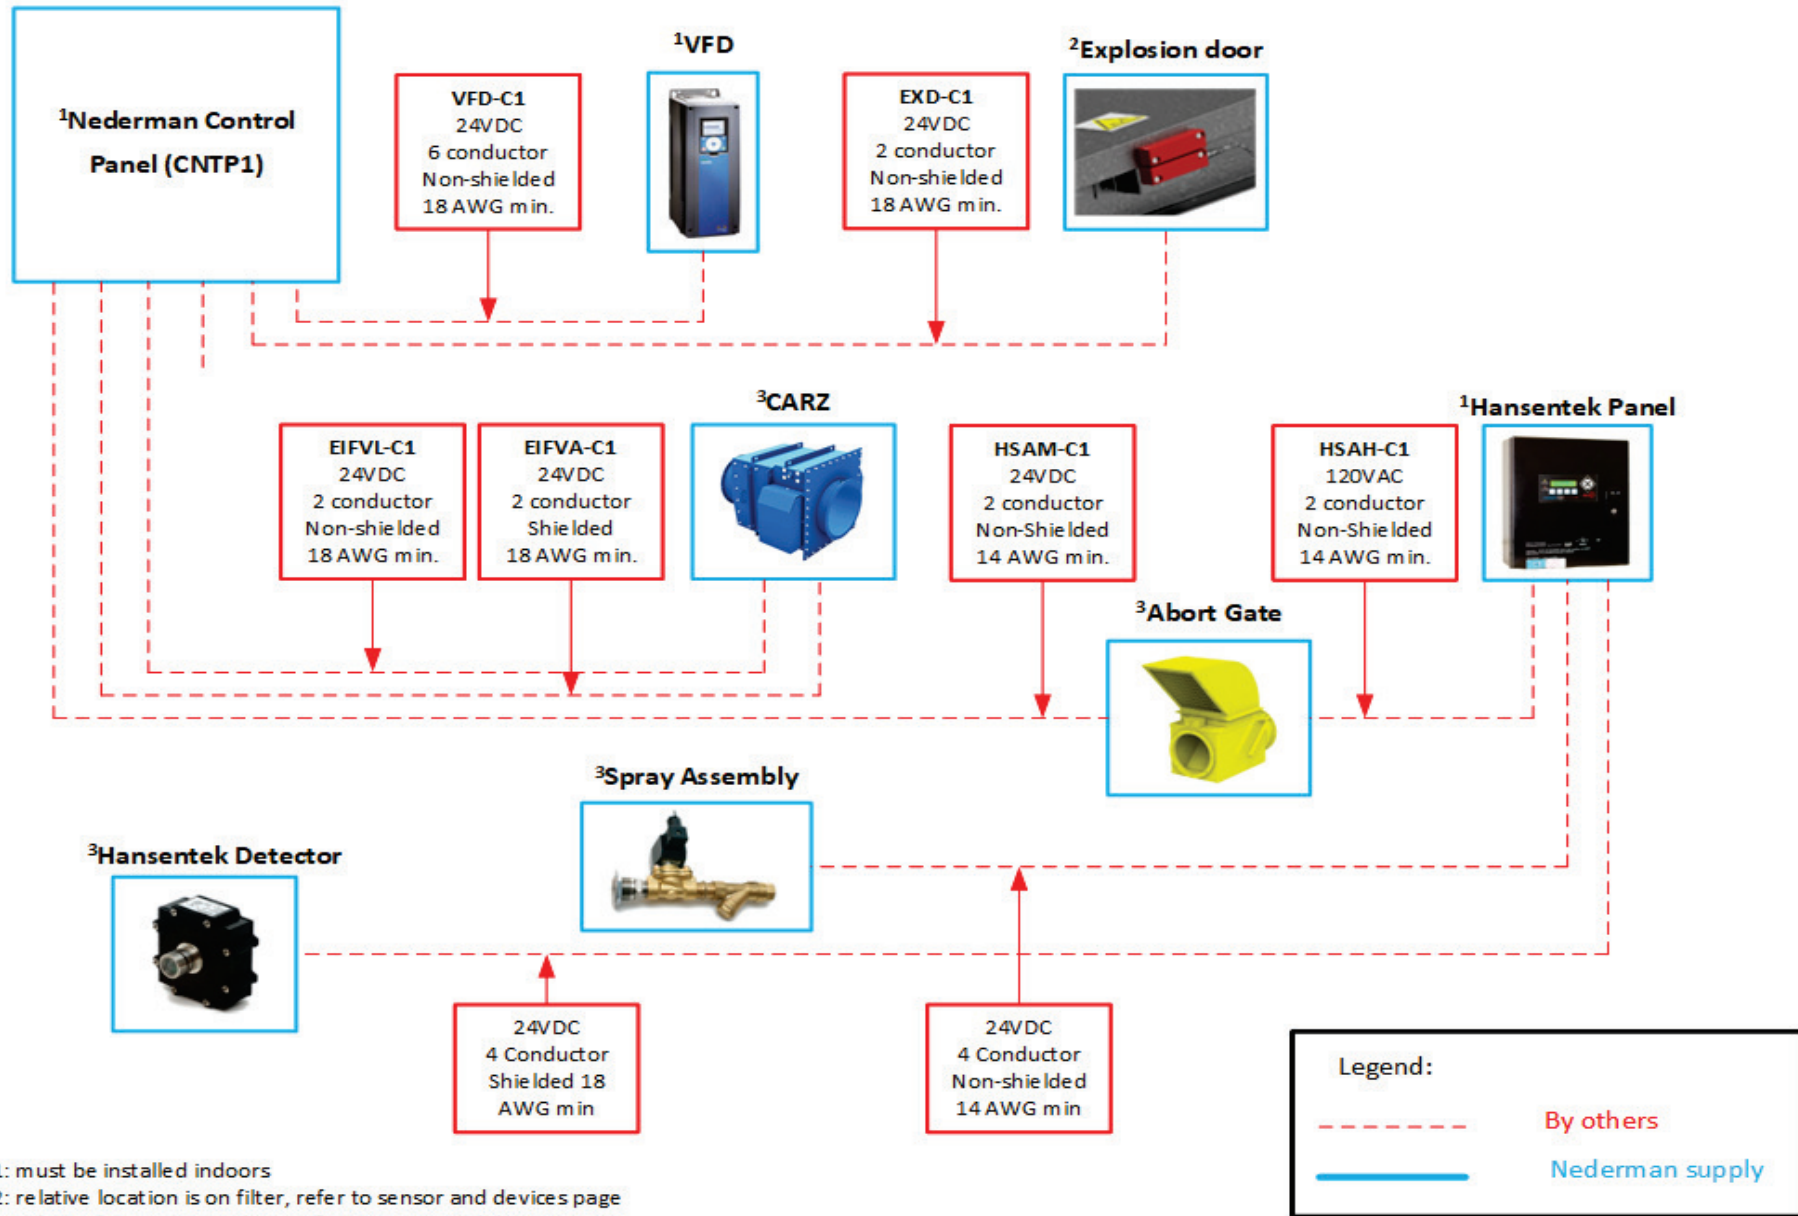 ¹VFD
²Explosion door
¹Nederman Control
Panel (CNTP1)
VFD-C1
24VDC
6 conductor
Non-shielded
18 AWG min.
EXD-C1
24VDC
2 conductor
Non-shielded
18 AWG min.
³CARZ
¹Hansentek Panel
EIFVL-C1
24VDC
2 conductor
Non-shielded
18 AWG min.
EIFVA-C1
24VDC
2 conductor
Shielded
18 AWG min.
HSAM-C1
24VDC
2 conductor
Non-Shielded
14 AWG min.
HSAH-C1
120VAC
2 conductor
Non-Shielded
14 AWG min.
³Abort Gate
³Spray Assembly
³Hansentek Detector
24VDC
4 Conductor
Shielded 18
AWG min
24VDC
4 Conductor
Non-shielded
14 AWG min
Legend:
By others
Nederman supply
1: must be installed indoors
2: relative location is on filter, refer to sensor and devices page